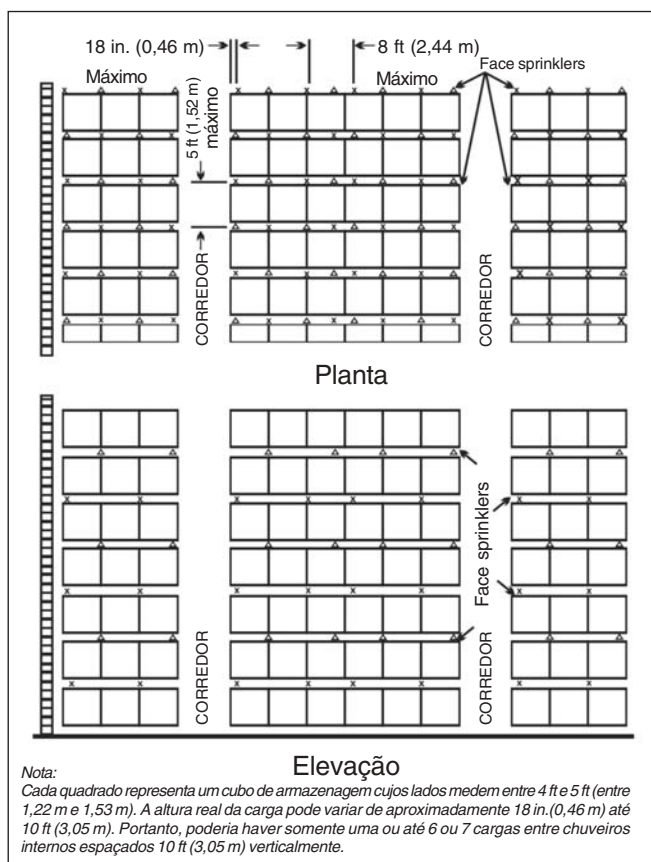 18 in. (0,46 m)
8 ft (2,44 m)
Face sprinklers
Máximo
Máximo
5 ft (1,52 m)
máximo
CORREDOR
CORREDOR
Planta
Face sprinklers
CORREDOR
CORREDOR
Elevação
Nota:
Cada quadrado representa um cubo de armazenagem cujos lados medem entre 4 ft e 5 ft (entre
1,22 m e 1,53 m). A altura real da carga pode variar de aproximadamente 18 in.(0,46 m) até
10 ft (3,05 m). Portanto, poderia haver somente uma ou até 6 ou 7 cargas entre chuveiros
internos espaçados 10 ft (3,05 m) verticalmente.